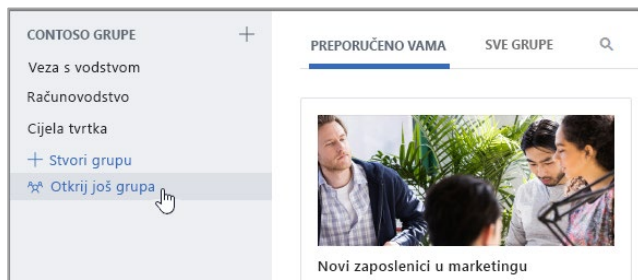 CONTOSO GRUPE
Veza s vodstvom
Računovodstvo
Cijela tvrtka
Stvori grupu
Otkrij još grupa
PREPORUČENO VAMA
SVE GRUPE
Novi zaposlenici u marketingu